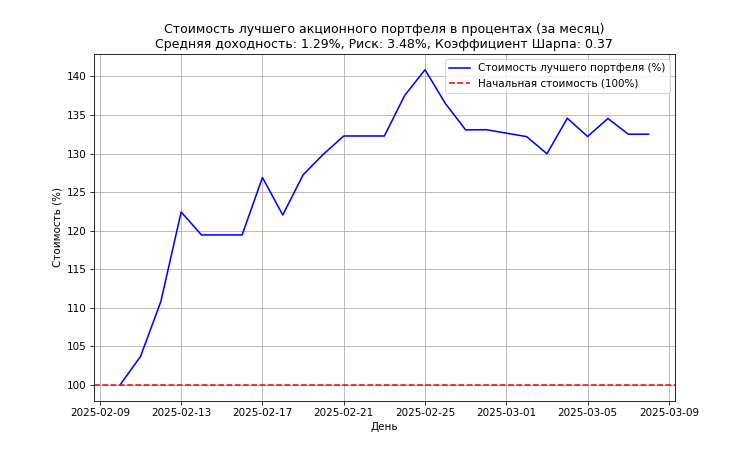 Стоимость лучшего акционного портфеля в процентах (за месяц)
Средняя доходность: 1.29%, Риск: 3.48%, Коэффициент Шарпа: 0.37
Стоимость лучшего портфеля (%)
Начальная стоимость (100%)
Стоимость (%)
140
135
130
125
120
115
110
105
100
2025-02-09
2025-02-13
2025-02-17
2025-02-21
2025-02-25
2025-03-01
2025-03-05
2025-03-09
День